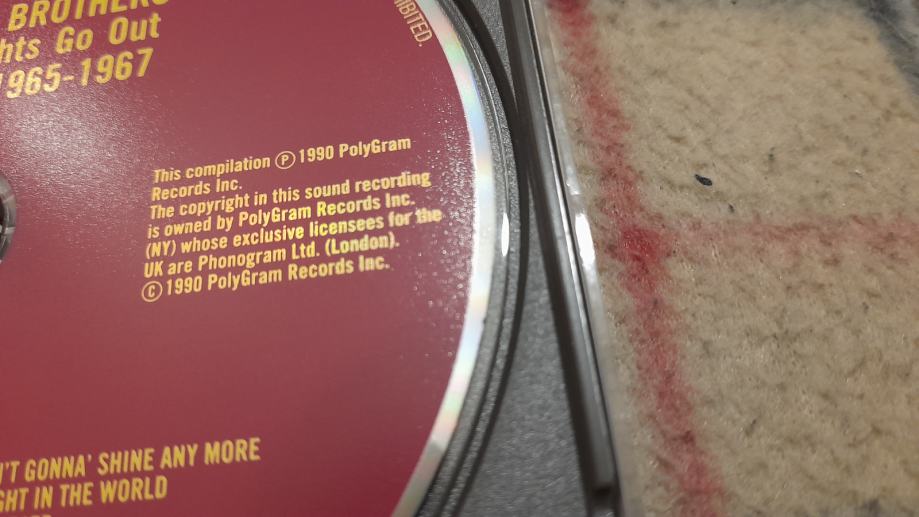 BROTHERS
hts Go Out
1965-1967
IBITED.
This compilation Ⓟ 1990 PolyGram
Records Inc.
The copyright in this sound recording
is owned by PolyGram Records Inc.
(NY) whose exclusive licensees for the
UK are Phonogram Ltd. (London).
Ⓒ 1990 PolyGram Records Inc.
'T GONNA' SHINE ANY MORE
GHT IN THE WORLD